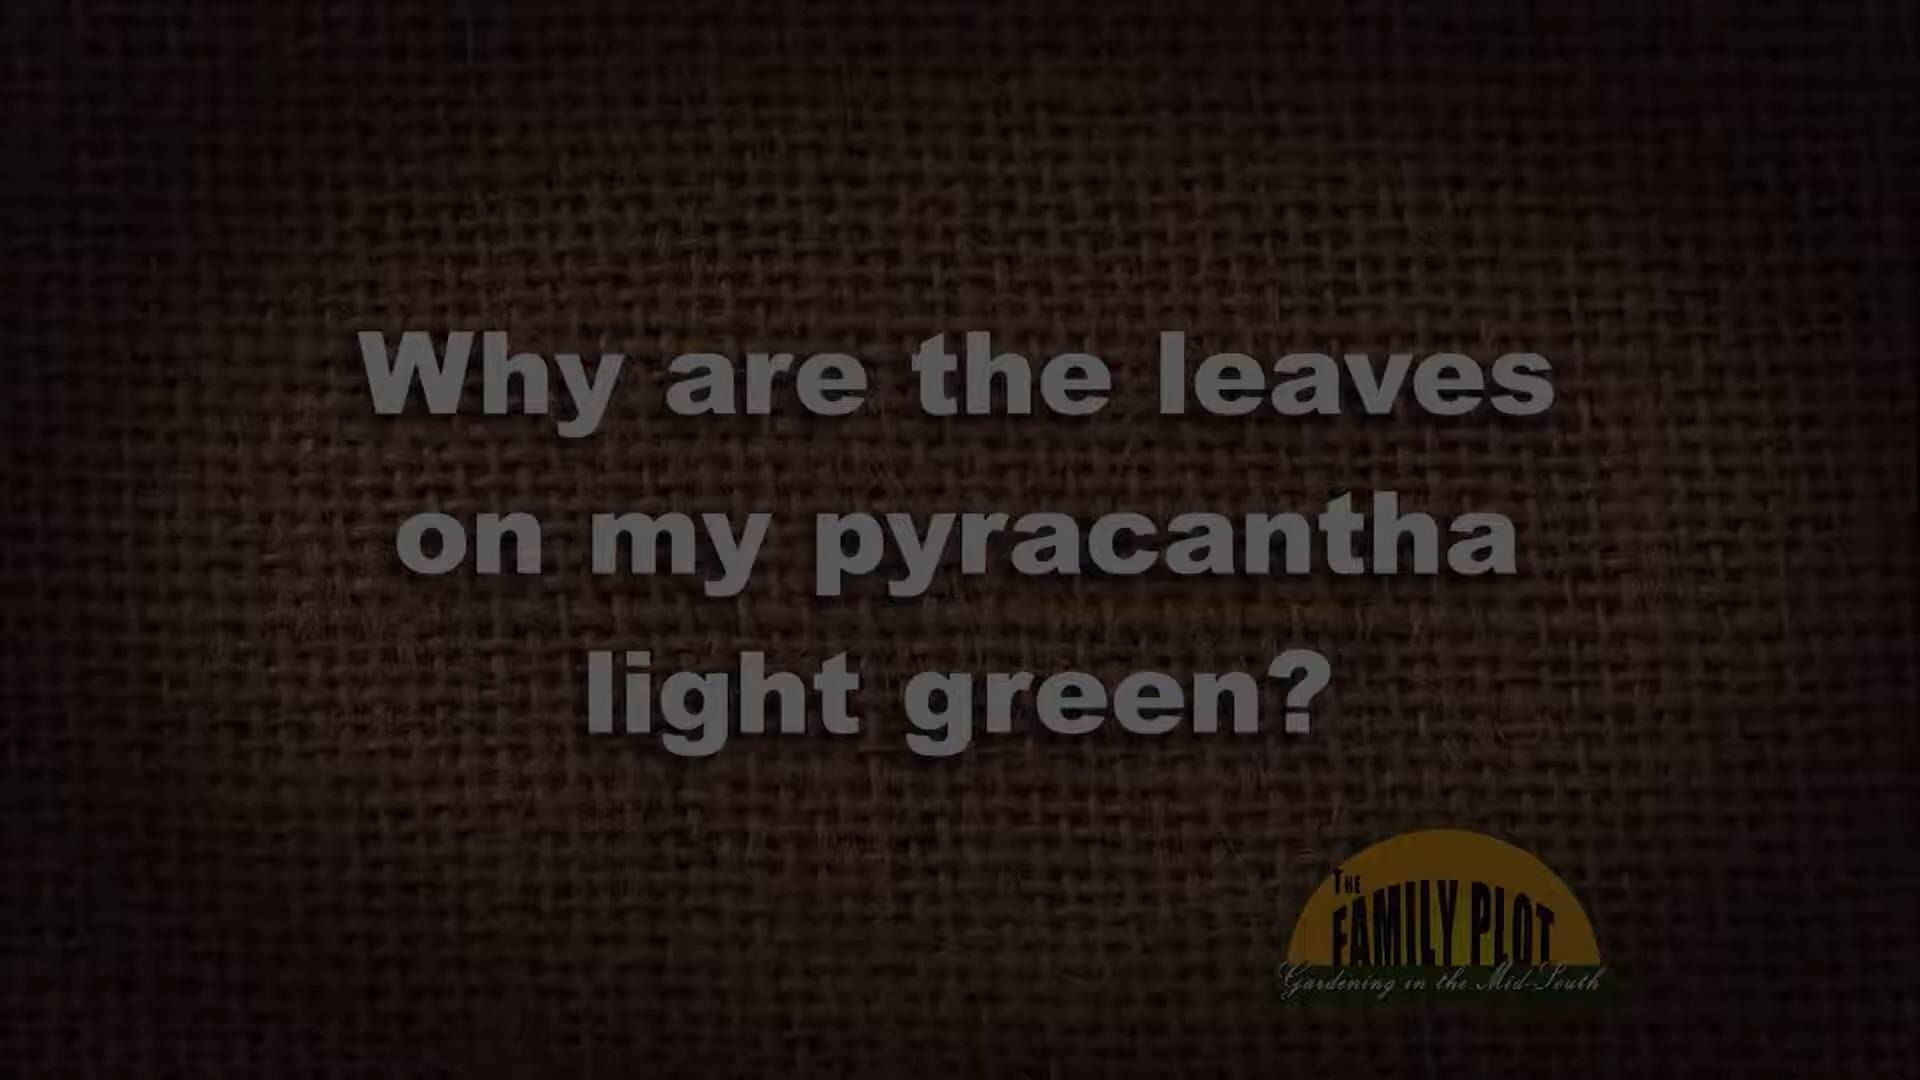 Why are the leaves
on my pyracantha
light green?
THE
FAMILY PLOT
Gardening in the Mid-South